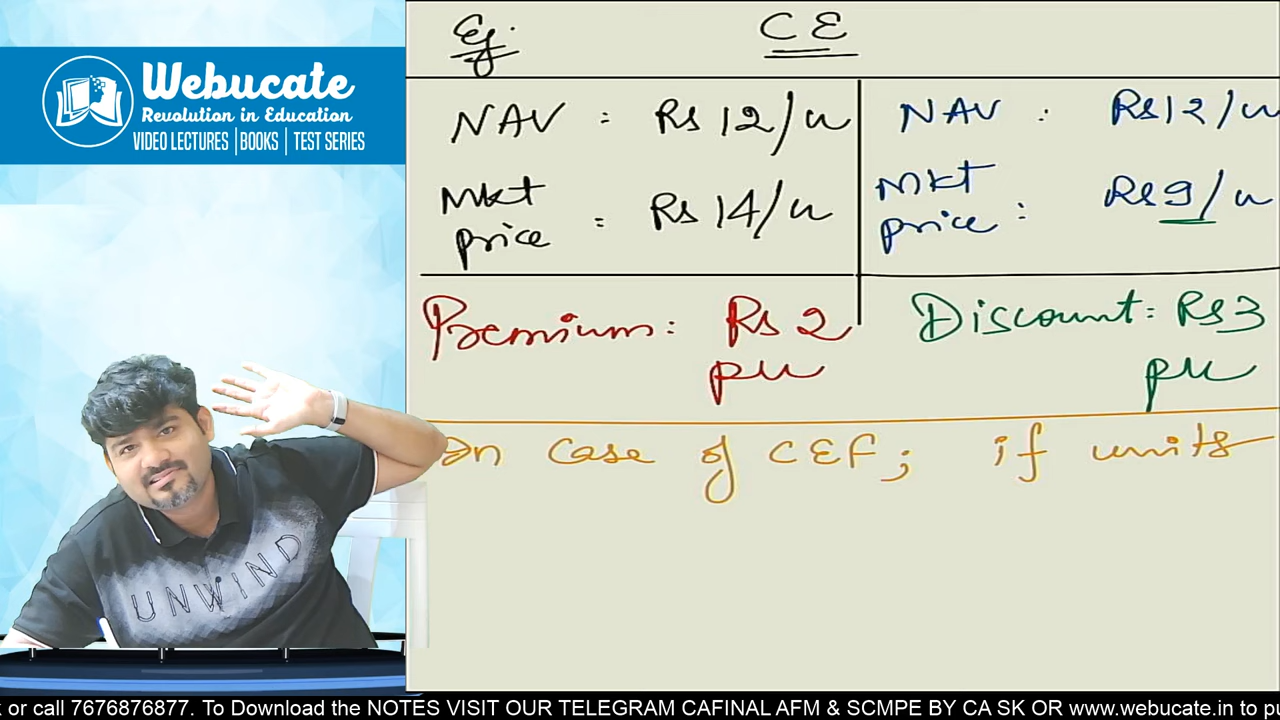 Webucate
Revolution in Education
VIDEO LECTURES | BOOKS | TEST SERIES
Eg. CE
NAV : Rs 12/u
Mkt price : Rs 14/u
NAV : Rs 12/u
Mkt price : Rs 9/u
Premium : Rs 2 pu
Discount : Rs 3 pu
In case of CEF; if units
UNWIND
k or call 7676876877. To Download the NOTES VISIT OUR TELEGRAM CAFINAL AFM & SCMPE BY CA SK OR www.webucate.in to pu